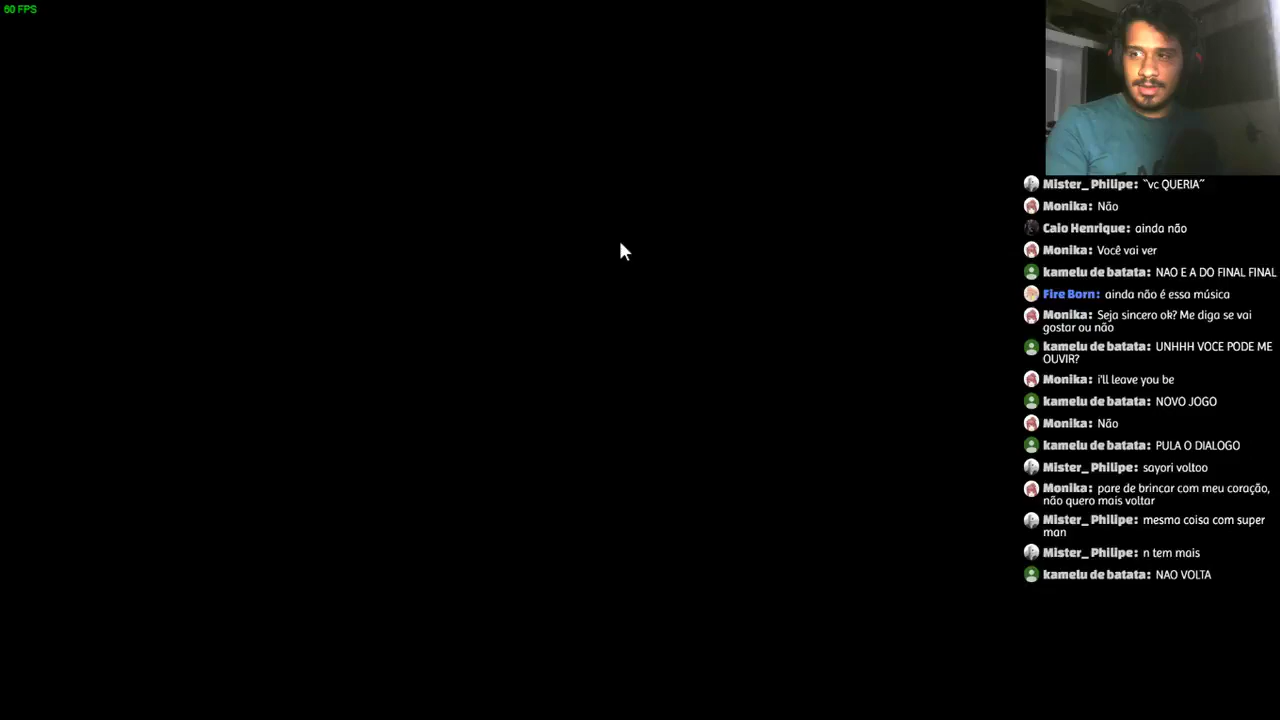 60 FPS
Mister_Philipe: "vc QUERIA"
Monika: Não
Caio Henrique: ainda não
Monika: Você vai ver
kamelu de batata: NAO E A DO FINAL FINAL
Fire Born: ainda não é essa música
Monika: Seja sincero ok? Me diga se vai
gostar ou não
kamelu de batata: UNHHH VOCE PODE ME
OUVIR?
Monika: i'll leave you be
kamelu de batata: NOVO JOGO
Monika: Não
kamelu de batata: PULA O DIALOGO
Mister_Philipe: sayori voltoo
Monika: pare de brincar com meu coração,
não quero mais voltar
Mister_Philipe: mesma coisa com super
man
Mister_Philipe: n tem mais
kamelu de batata: NAO VOLTA